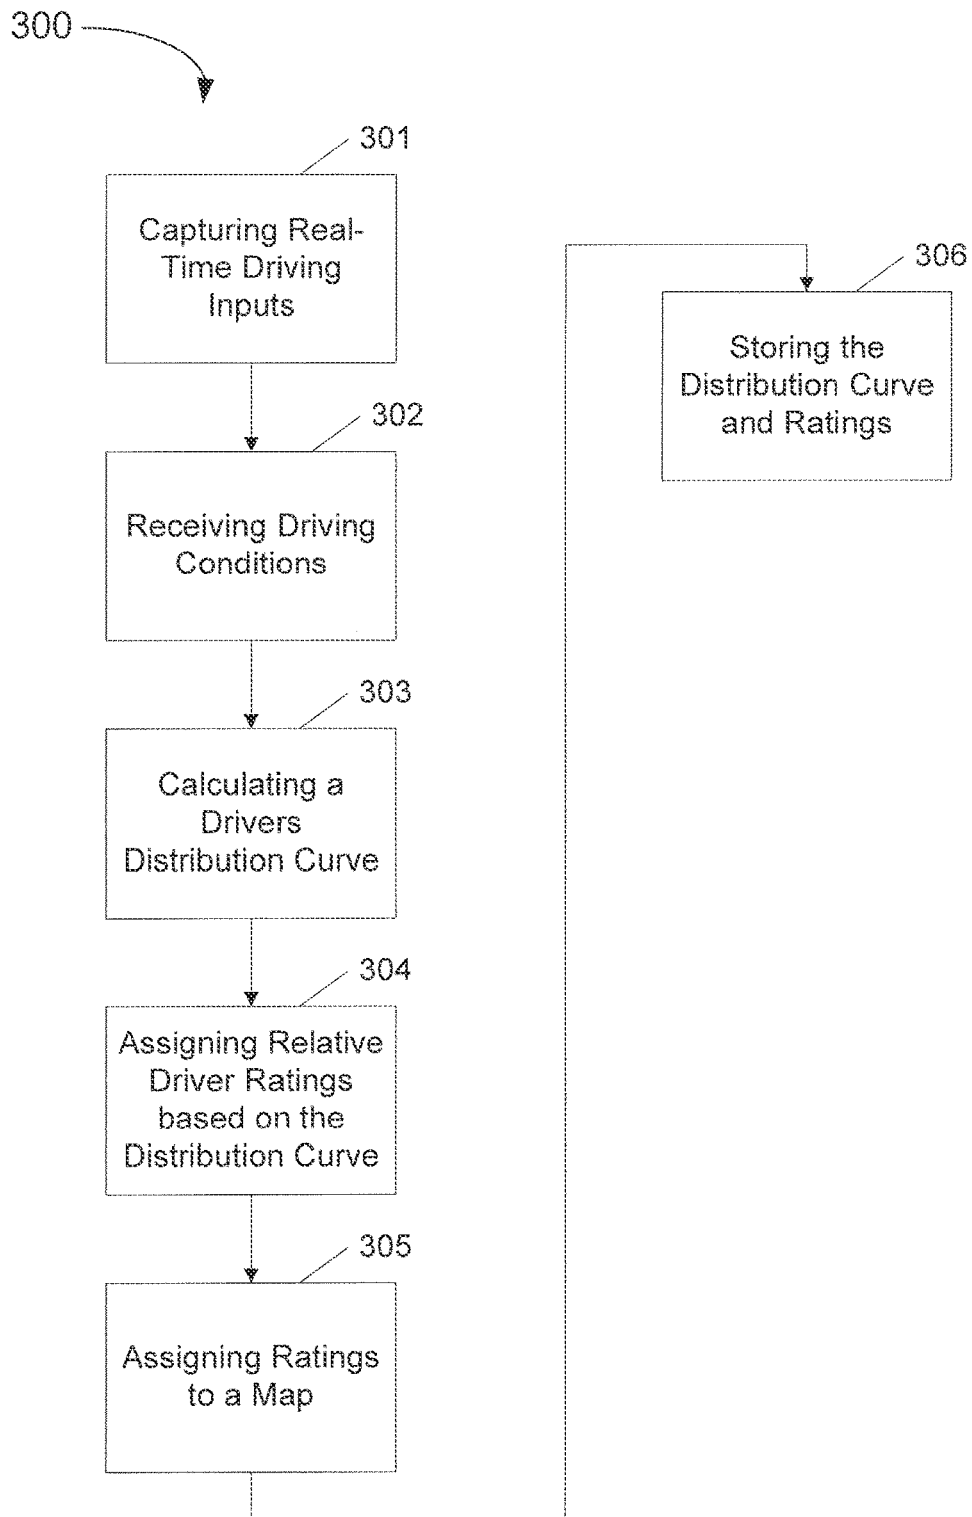 300
301
Capturing Real-
Time Driving
Inputs
302
Receiving Driving
Conditions
303
Calculating a
Drivers
Distribution Curve
304
Assigning Relative
Driver Ratings
based on the
Distribution Curve
305
Assigning Ratings
to a Map
306
Storing the
Distribution Curve
and Ratings